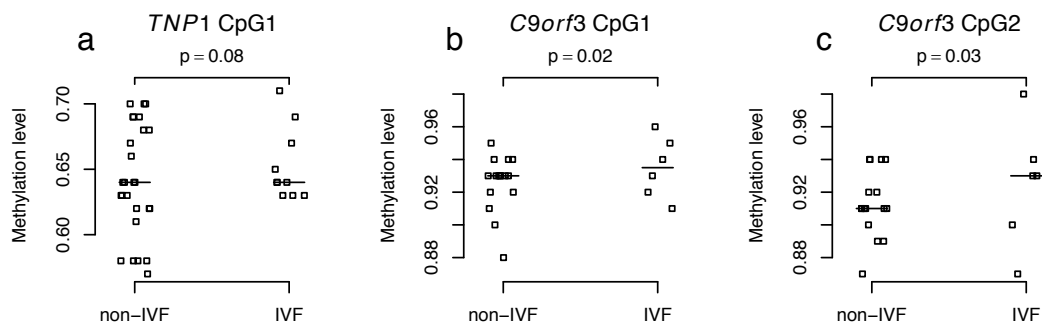 a
TNP1 CpG1
p = 0.08
Methylation level
0.70
0.65
0.60
non−IVF
IVF
b
C9orf3 CpG1
p = 0.02
Methylation level
0.96
0.92
0.88
non−IVF
IVF
c
C9orf3 CpG2
p = 0.03
Methylation level
0.96
0.92
0.88
non−IVF
IVF